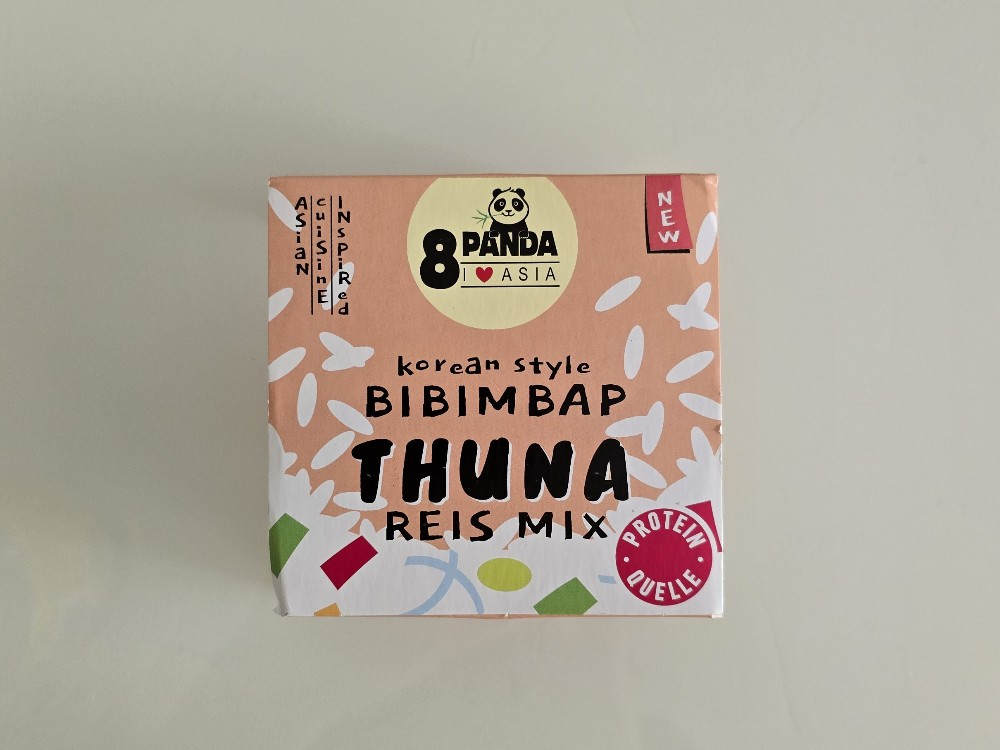 ASiaN
cuiSinE
INspiRed
8 PANDA
I ♥ ASIA
NEW
korean style
BIBIMBAP
THUNA
REIS MIX
PROTEIN
QUELLE